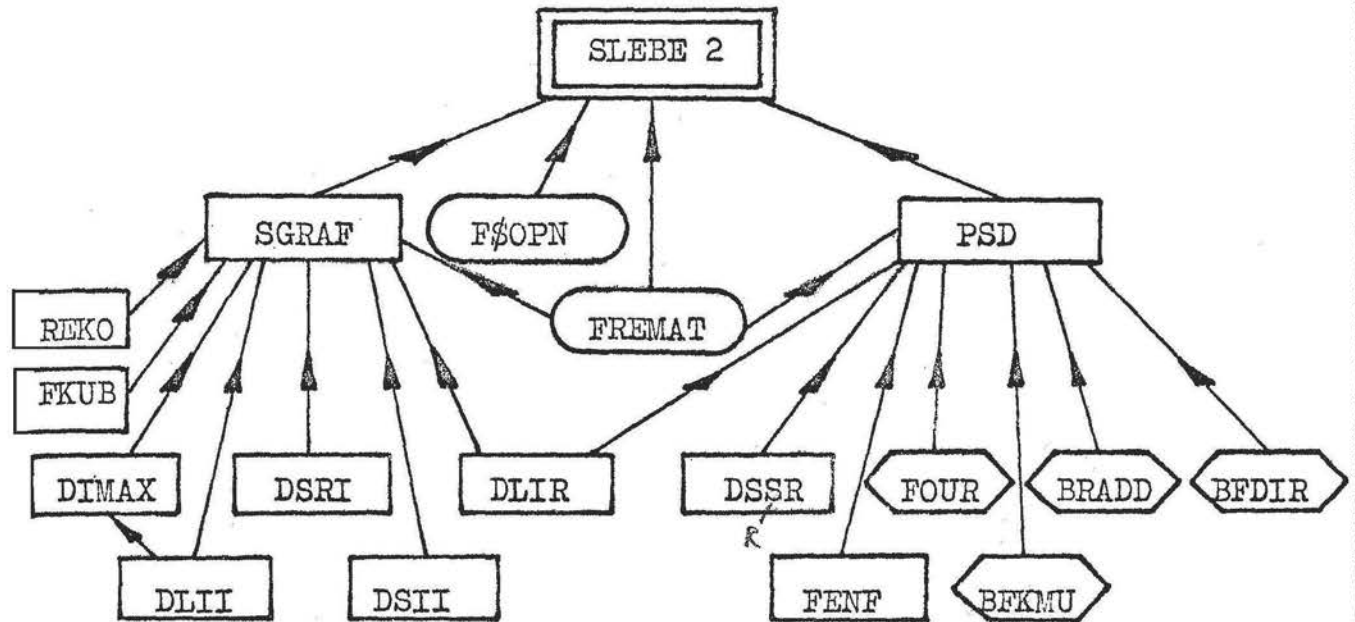 SLEBE 2
SGRAF
F$OPN
PSD
REKO
FREMAT
FKUB
DIMAX
DSRI
DLIR
DSSR
R
FOUR
BRADD
BFDIR
DLII
DSII
FENF
BFKMU